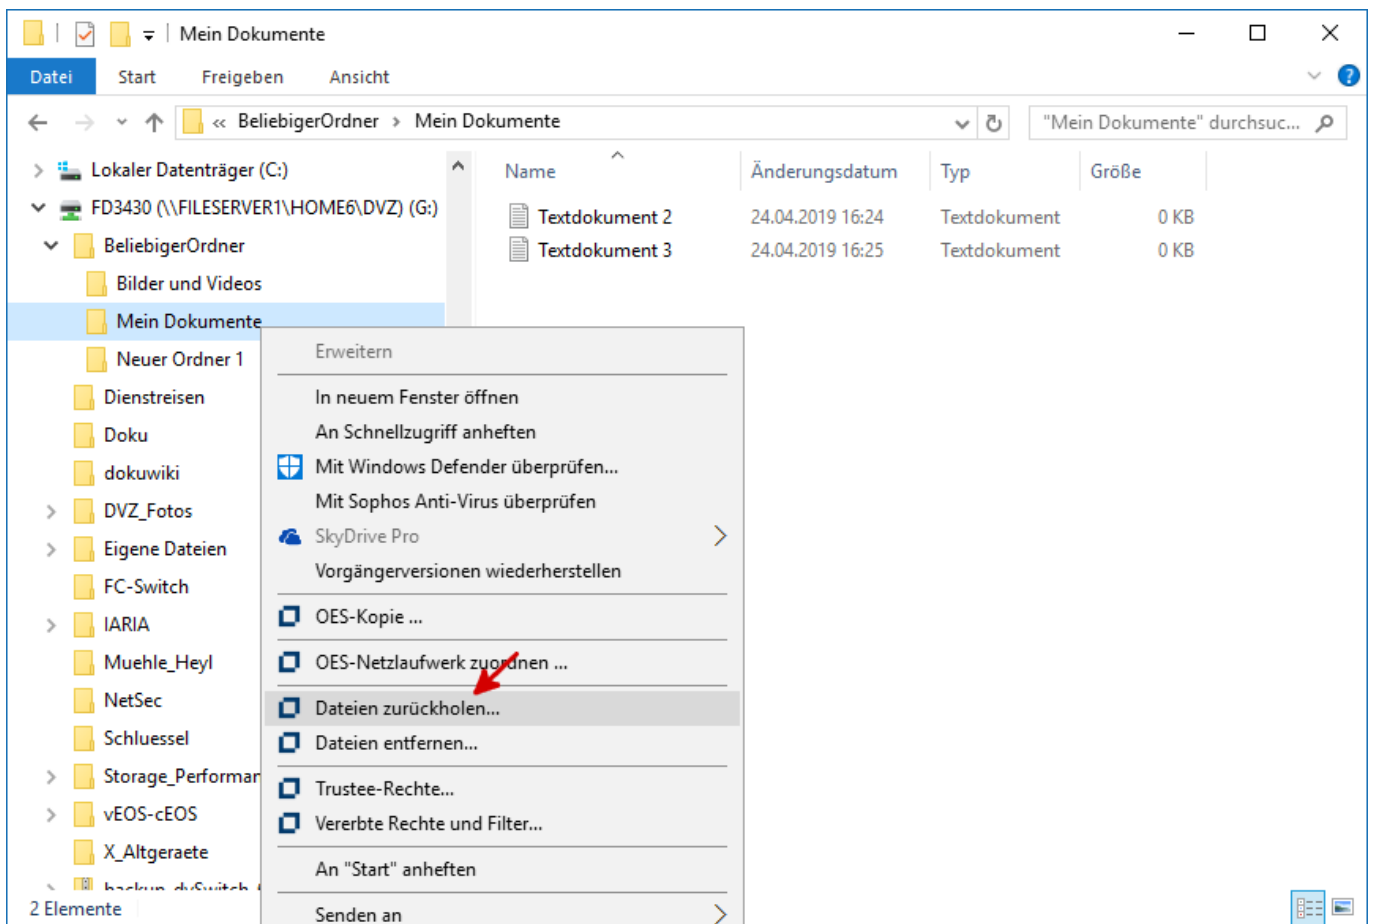 Mein Dokumente
Datei Start Freigeben Ansicht
« BeliebigerOrdner › Mein Dokumente
"Mein Dokumente" durchsuc...
Lokaler Datenträger (C:)
FD3430 (\\FILESERVER1\HOME6\DVZ) (G:)
BeliebigerOrdner
Bilder und Videos
Mein Dokumente
Neuer Ordner 1
Dienstreisen
Doku
dokuwiki
DVZ_Fotos
Eigene Dateien
FC-Switch
IARIA
Muehle_Heyl
NetSec
Schluessel
Storage_Performar
vEOS-cEOS
X_Altgeraete
2 Elemente
Name Änderungsdatum Typ Größe
Textdokument 2 24.04.2019 16:24 Textdokument 0 KB
Textdokument 3 24.04.2019 16:25 Textdokument 0 KB
Erweitern
In neuem Fenster öffnen
An Schnellzugriff anheften
Mit Windows Defender überprüfen...
Mit Sophos Anti-Virus überprüfen
SkyDrive Pro
Vorgängerversionen wiederherstellen
OES-Kopie ...
OES-Netzlaufwerk zuordnen ...
Dateien zurückholen...
Dateien entfernen...
Trustee-Rechte...
Vererbte Rechte und Filter...
An "Start" anheften
Senden an